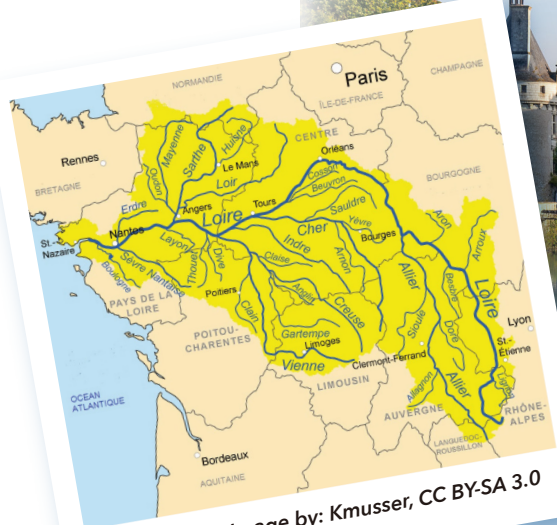 NORMANDIE
Paris
CHAMPAGNE
ÎLE-DE-FRANCE
Mayenne
Sarthe
Huisne
CENTRE
Orléans
Rennes
Oudon
Le Mans
Loir
Cosson
Beuvron
BOURGOGNE
BRETAGNE
Erdre
Angers
Loire
Tours
Sauldre
Cher
Yèvre
Bourges
Aron
Arroux
St.-
Nazaire
Nantes
Layon
Thouet
Dive
Indre
Claise
Arnon
Allier
Sèvre Nantaise
Boulogne
Besbre
Loire
PAYS DE LA
LOIRE
Poitiers
Clain
Anglin
Creuse
Sioule
Dore
Lyon
POITOU-
CHARENTES
Gartempe
Limoges
Vienne
Clermont-Ferrand
St.-
Étienne
LIMOUSIN
Allagnon
Allier
Lignon
OCEAN
ATLANTIQUE
AUVERGNE
RHÔNE-
ALPES
LANGUEDOC-
ROUSSILLON
Bordeaux
AQUITAINE
by: Kmusser, CC BY-SA 3.0